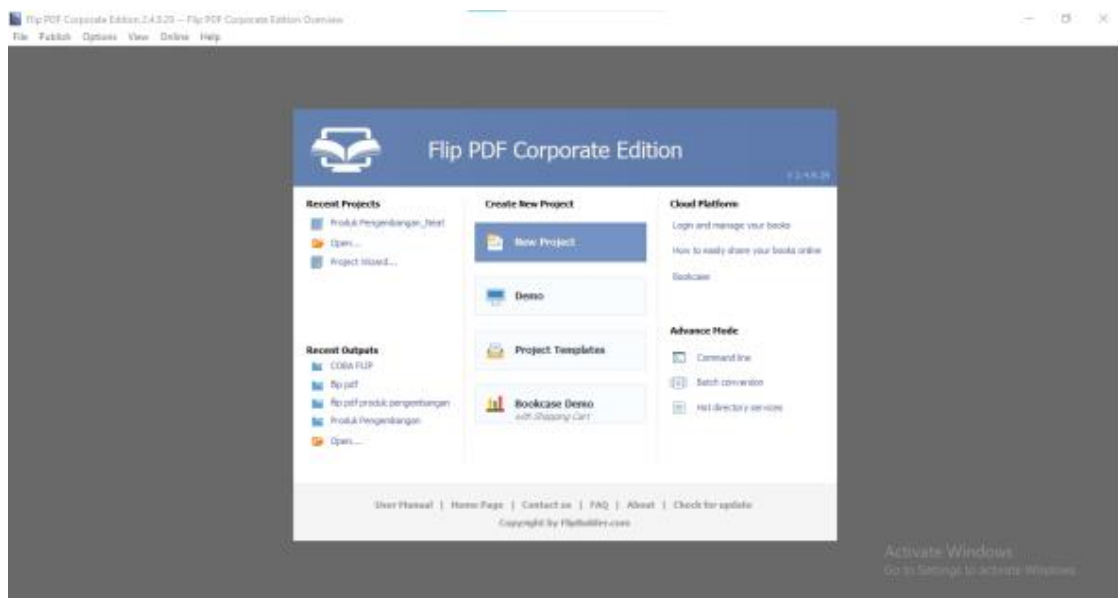 Flip PDF Corporate Edition 2.4.9.29 -- Flip PDF Corporate Edition Overview
File Publish Options View Online Help
Flip PDF Corporate Edition
Recent Projects
Produk Pengembangan_Neat
Open...
Project Wizard...
Recent Outputs
COBA FLIP
flip pdf
flip pdf produk pengembangan
Produk Pengembangan
Open...
Create New Project
New Project
Demo
Project Templates
Bookcase Demo
with Shopping Cart
Cloud Platform
Login and manage your books
How to easily share your books online
Bookcase
Advance Mode
Command line
Batch conversion
Hot directory services
User Manual | Home Page | Contact us | FAQ | About | Check for update
Copyright by FlipBuilder.com
Activate Windows
Go to Settings to activate Windows.